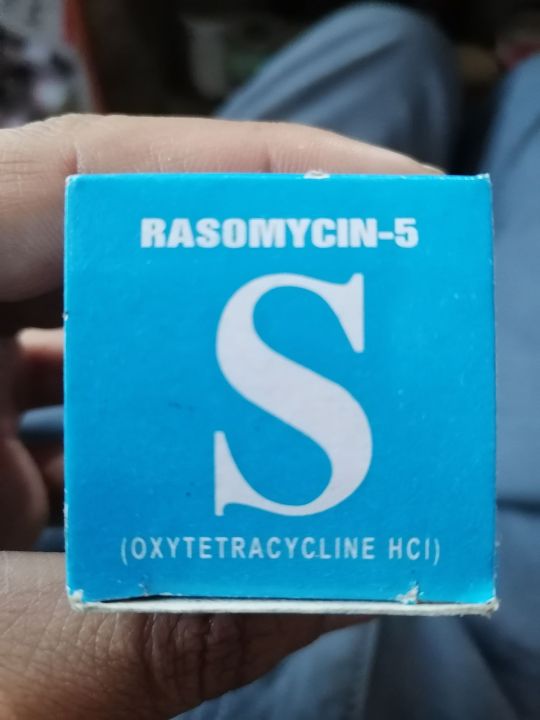 RASOMYCIN-5
S
(OXYTETRACYCLINE HCl)